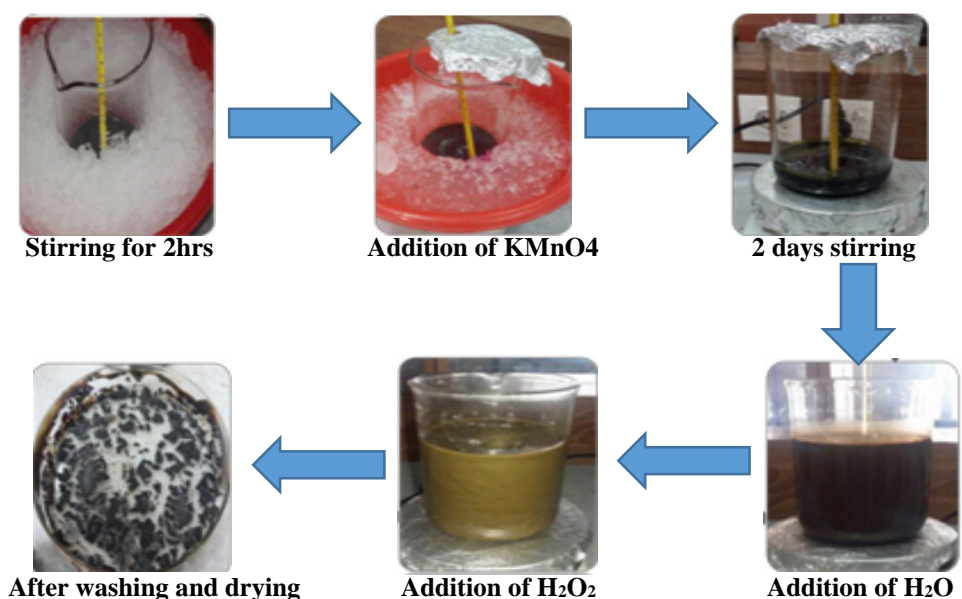 Stirring for 2hrs
Addition of KMnO4
2 days stirring
Addition of H₂O
Addition of H₂O₂
After washing and drying